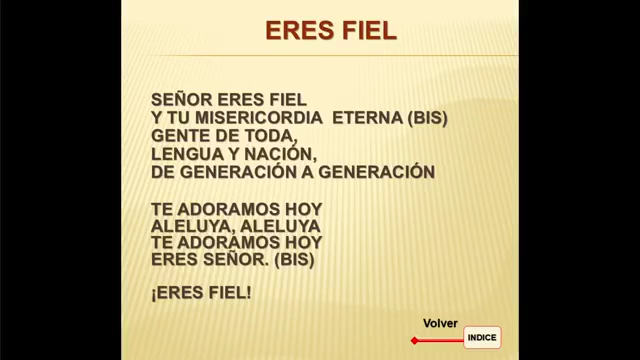 ERES FIEL
SEÑOR ERES FIEL
Y TU MISERICORDIA ETERNA (BIS)
GENTE DE TODA,
LENGUA Y NACIÓN,
DE GENERACIÓN A GENERACIÓN
TE ADORAMOS HOY
ALELUYA, ALELUYA
TE ADORAMOS HOY
ERES SEÑOR. (BIS)
¡ERES FIEL!
Volver
INDICE